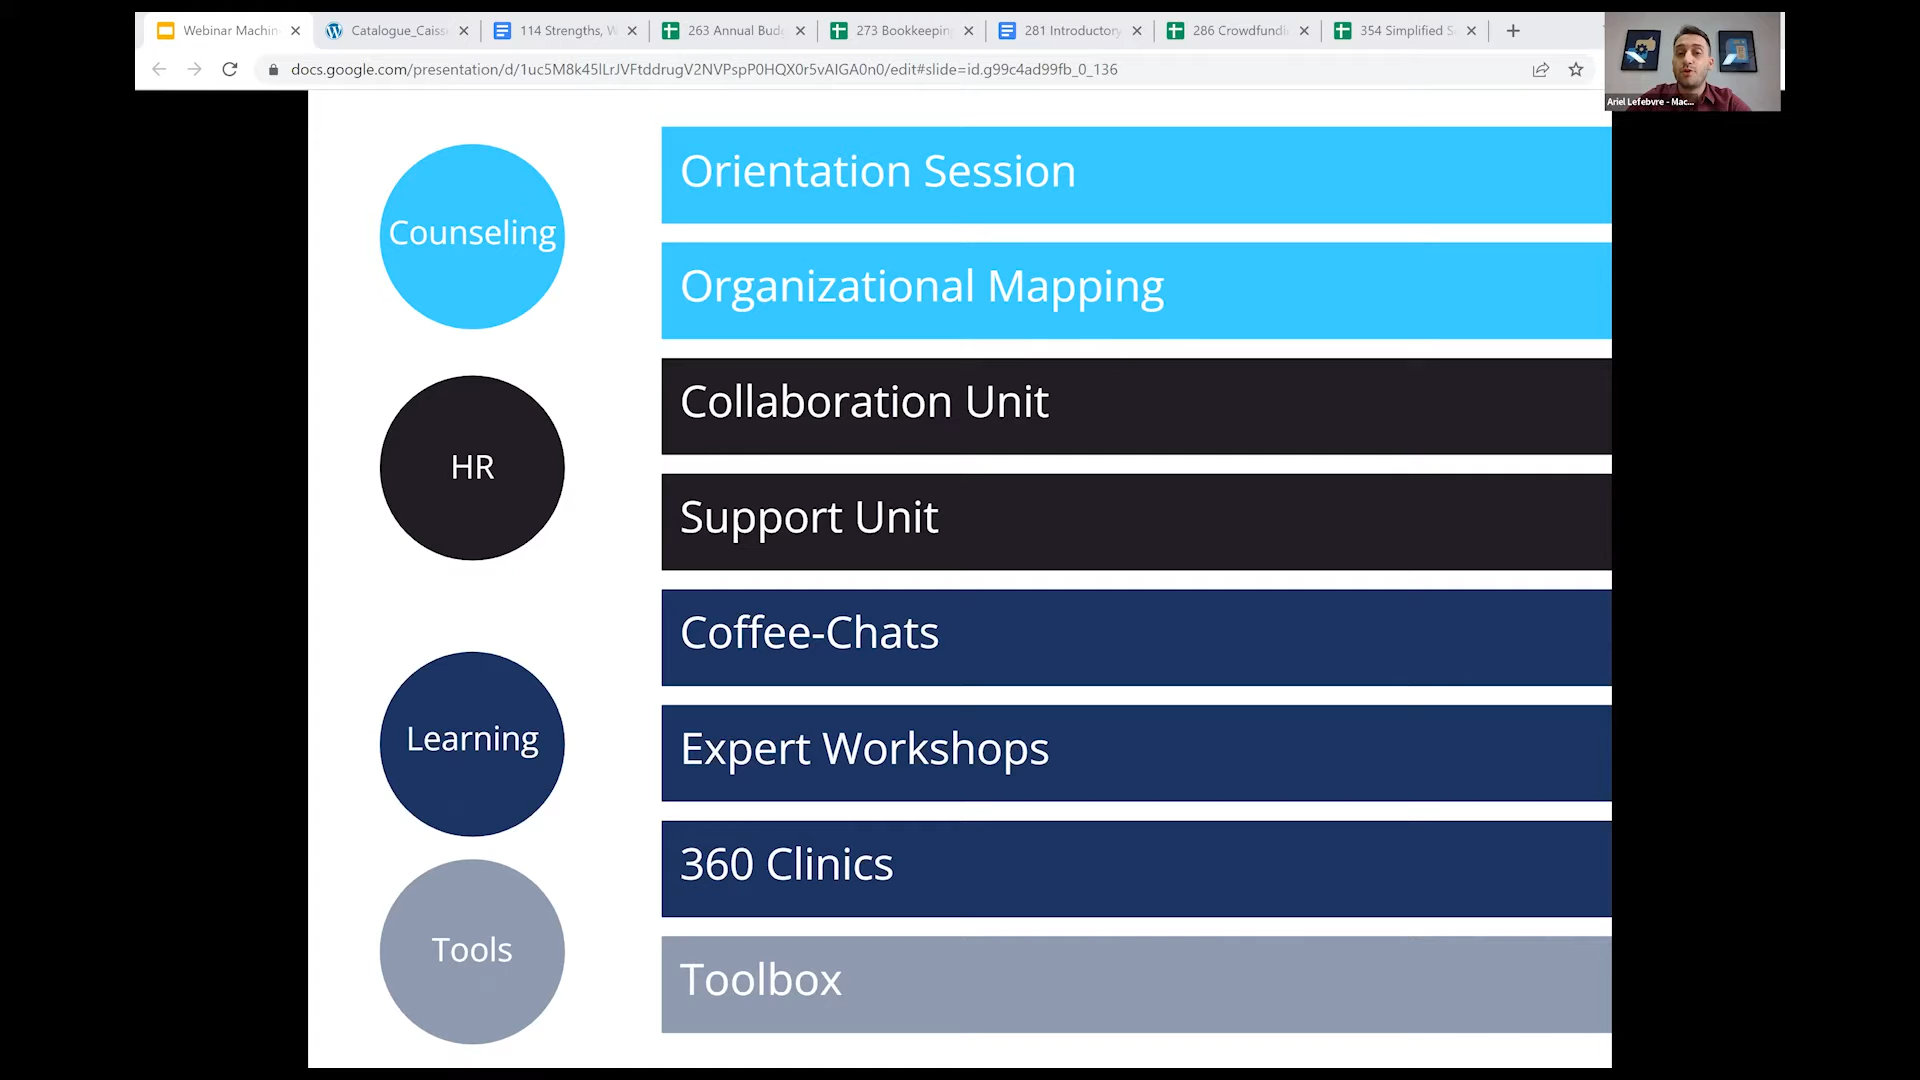 Webinar Machin
Catalogue_Caiss
114 Strengths, W
263 Annual Budg
273 Bookkeeping
281 Introductory
286 Crowdfundi
354 Simplified S
docs.google.com/presentation/d/1uc5M8k45lLrJVFtddrugV2NVPspP0HQX0r5vAIGA0n0/edit#slide=id.g99c4ad99fb_0_136
Ariel Lefebvre - Mac...
Counseling
Orientation Session
Organizational Mapping
HR
Collaboration Unit
Support Unit
Learning
Coffee-Chats
Expert Workshops
360 Clinics
Tools
Toolbox